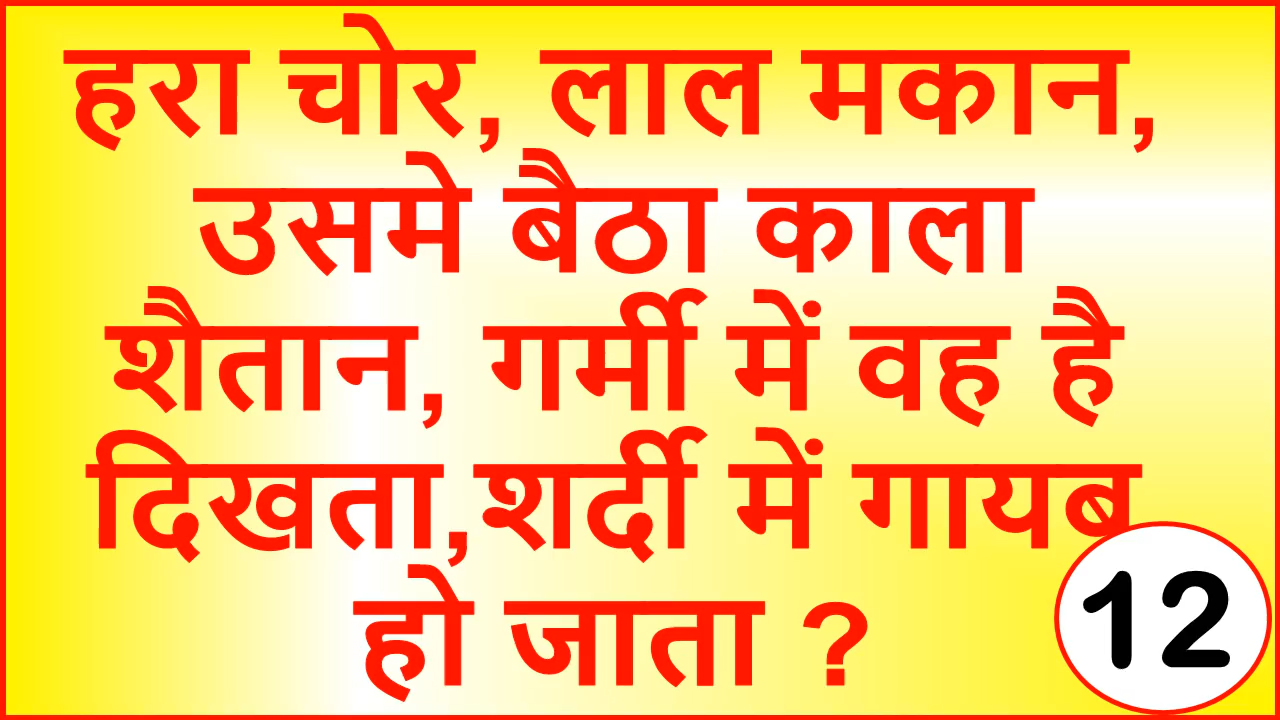 हरा चोर, लाल मकान,
उसमे बैठा काला
शैतान, गर्मी में वह है
दिखता,शर्दी में गायब
हो जाता ?
12